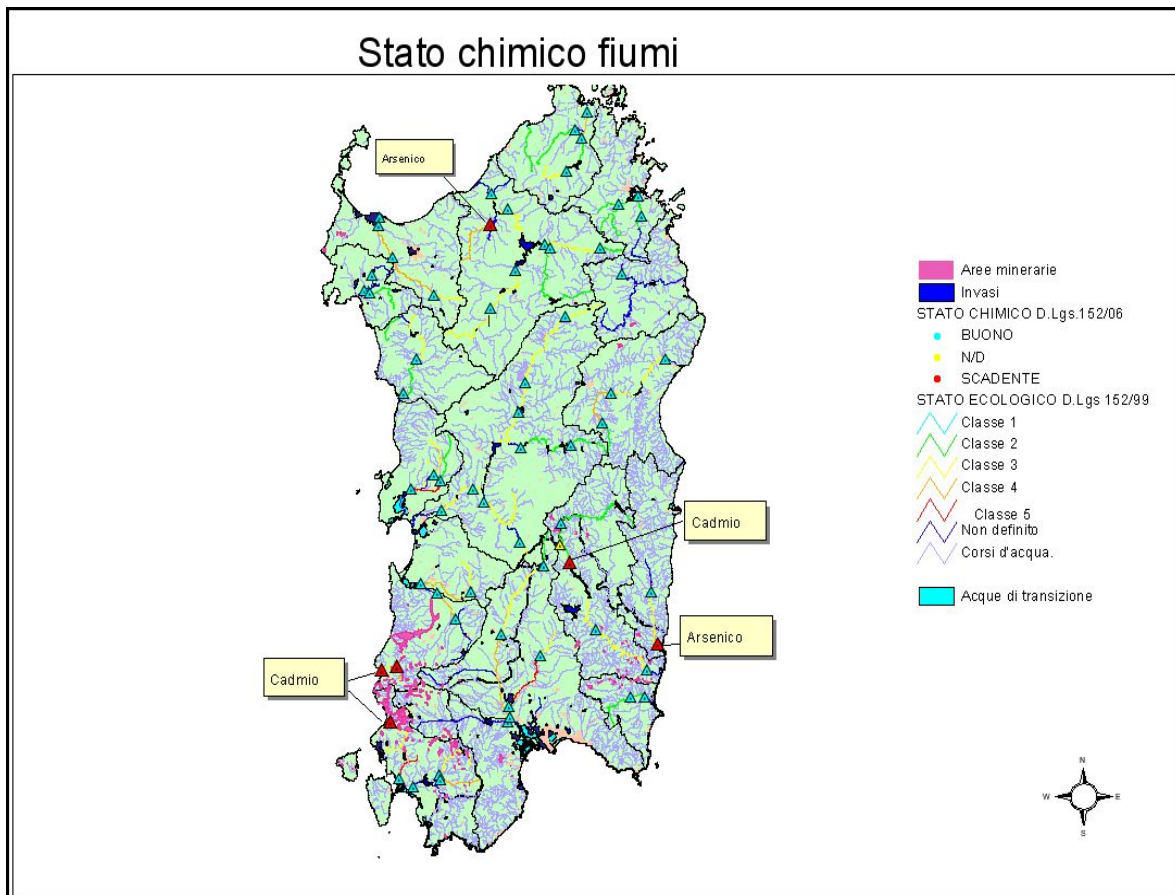 Stato chimico fiumi
Arsenico
Aree minerarie
Invasi
STATO CHIMICO D.Lgs.152/06
BUONO
N/D
SCADENTE
STATO ECOLOGICO D.Lgs 152/99
Classe 1
Classe 2
Classe 3
Classe 4
Classe 5
Non definito
Corsi d'acqua.
Acque di transizione
Cadmio
Arsenico
Cadmio
N
W
E
S